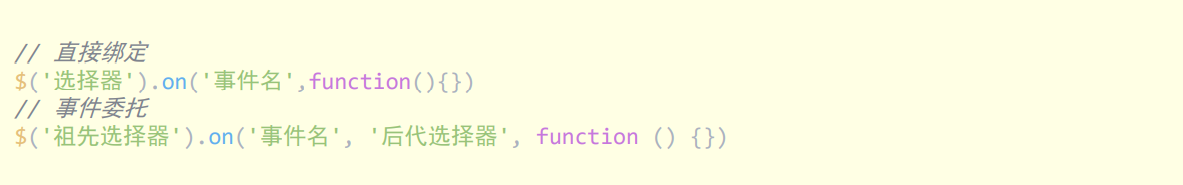 // 直接绑定
$('选择器').on('事件名',function(){})
// 事件委托
$('祖先选择器').on('事件名', '后代选择器', function () {})